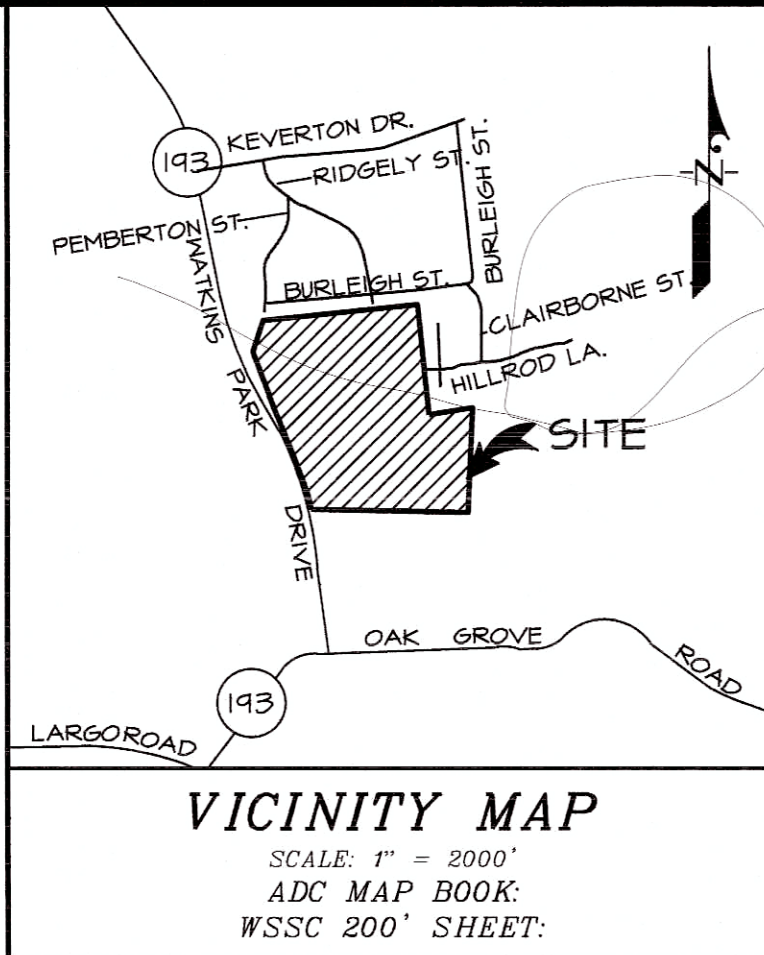 KEVERTON DR.
193
RIDGELY ST.
BURLEIGH ST.
N
PEMBERTON ST.
WATKINS PARK DRIVE
BURLEIGH ST.
CLAIRBORNE ST.
HILLROD LA.
SITE
OAK GROVE ROAD
193
LARGO ROAD
VICINITY MAP
SCALE: 1" = 2000'
ADC MAP BOOK:
WSSC 200' SHEET: